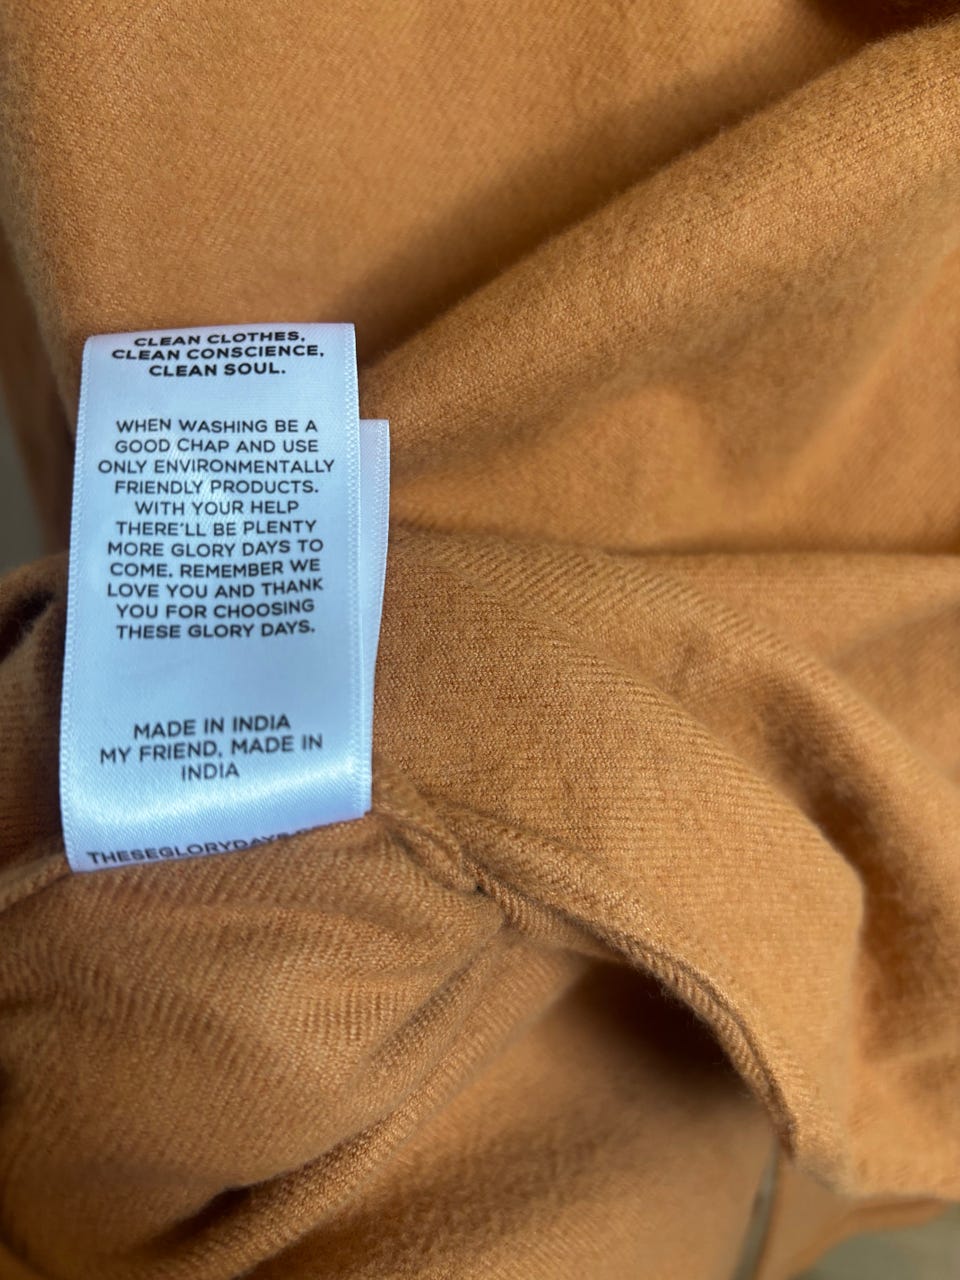 CLEAN CLOTHES,
CLEAN CONSCIENCE,
CLEAN SOUL.
WHEN WASHING BE A
GOOD CHAP AND USE
ONLY ENVIRONMENTALLY
FRIENDLY PRODUCTS.
WITH YOUR HELP
THERE'LL BE PLENTY
MORE GLORY DAYS TO
COME. REMEMBER WE
LOVE YOU AND THANK
YOU FOR CHOOSING
THESE GLORY DAYS.
MADE IN INDIA
MY FRIEND, MADE IN
INDIA